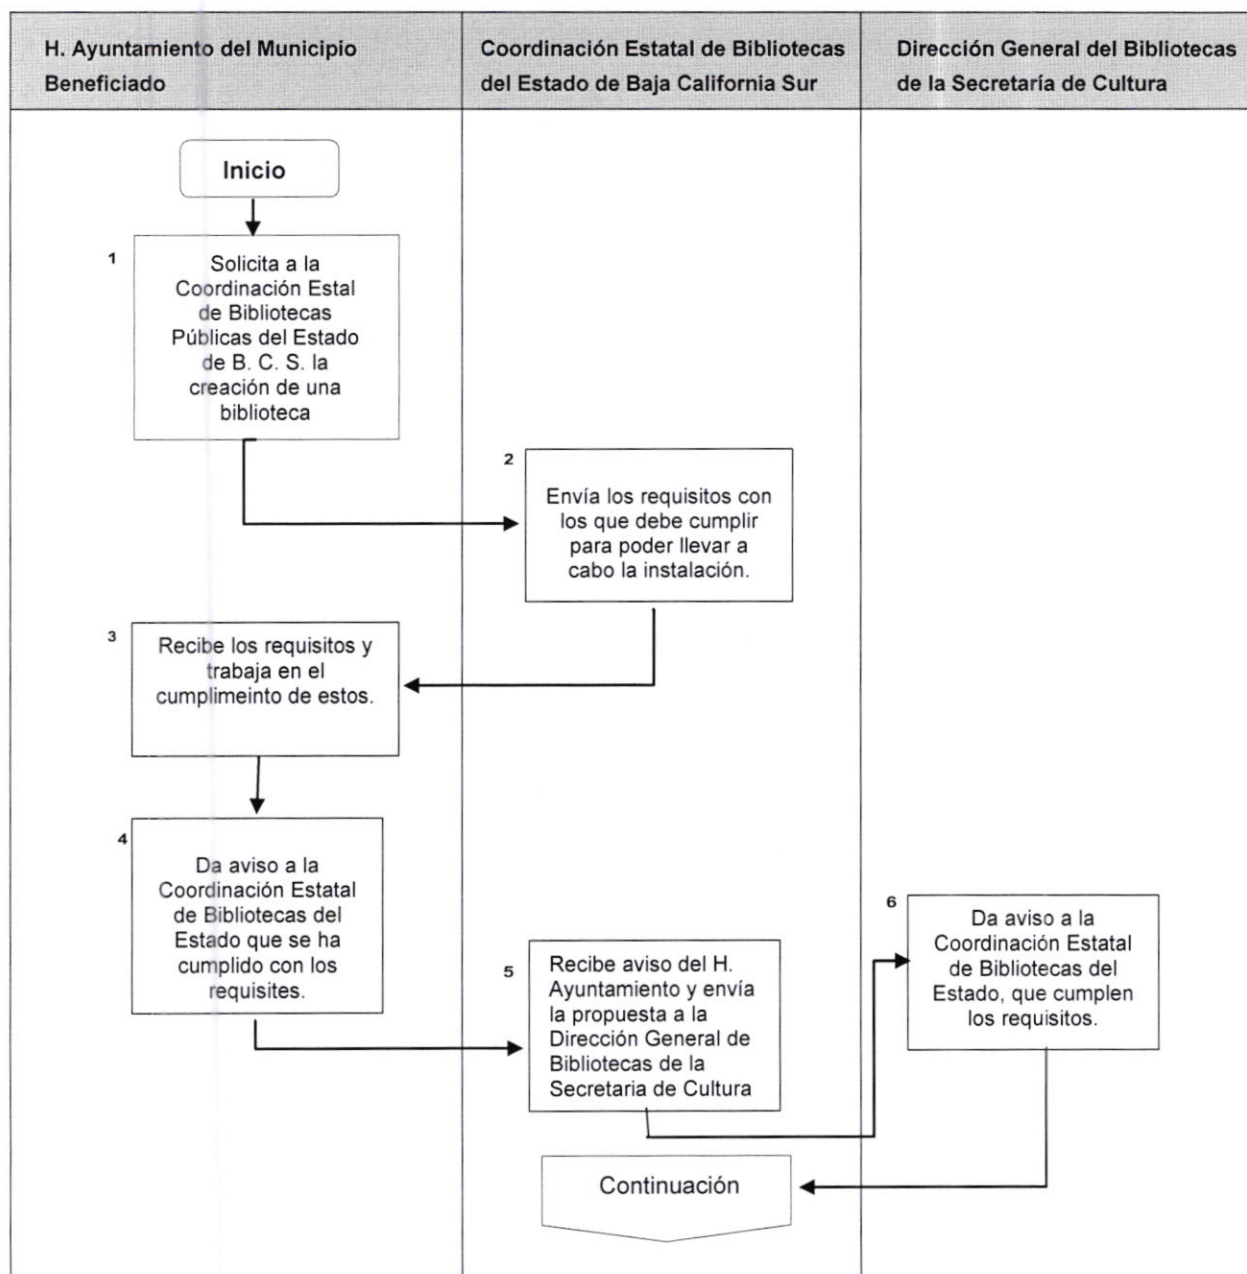 H. Ayuntamiento del Municipio
Beneficiado
Coordinación Estatal de Bibliotecas
del Estado de Baja California Sur
Dirección General del Bibliotecas
de la Secretaría de Cultura
Inicio
1
Solicita a la
Coordinación Estal
de Bibliotecas
Públicas del Estado
de B. C. S. la
creación de una
biblioteca
2
Envía los requisitos con
los que debe cumplir
para poder llevar a
cabo la instalación.
3
Recibe los requisitos y
trabaja en el
cumplimeinto de estos.
4
Da aviso a la
Coordinación Estatal
de Bibliotecas del
Estado que se ha
cumplido con los
requisites.
5
Recibe aviso del H.
Ayuntamiento y envía
la propuesta a la
Dirección General de
Bibliotecas de la
Secretaria de Cultura
6
Da aviso a la
Coordinación Estatal
de Bibliotecas del
Estado, que cumplen
los requisitos.
Continuación